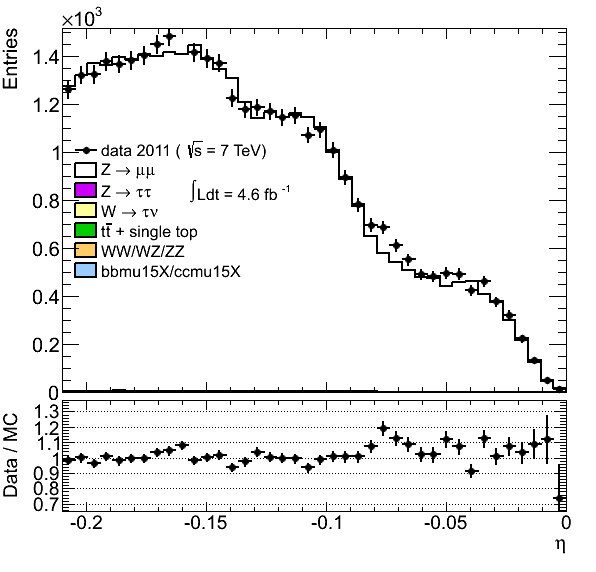 ×10³
Entries
1.4
1.2
1
0.8
0.6
0.4
0.2
0
data 2011 ( √s = 7 TeV)
Z → μμ
Z → ττ
∫Ldt = 4.6 fb⁻¹
W → τν
tt̄ + single top
WW/WZ/ZZ
bbmu15X/ccmu15X
Data / MC
1.3
1.2
1.1
1.0
0.9
0.8
0.7
-0.2 -0.15 -0.1 -0.05 0
η